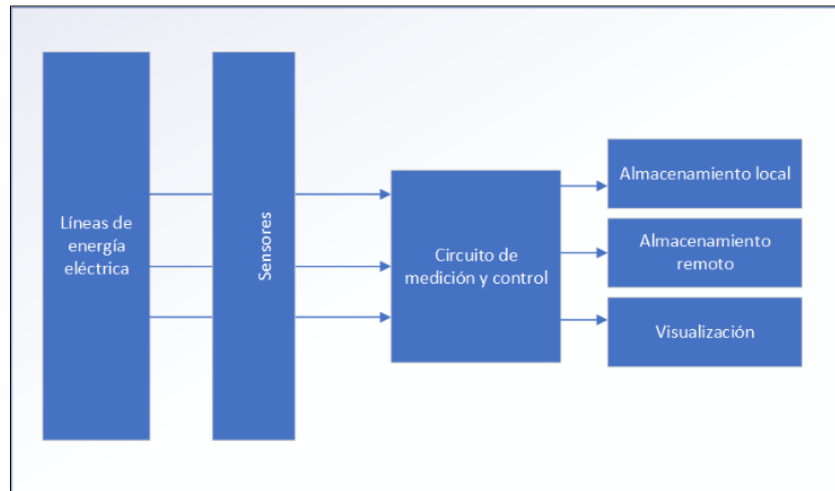 Líneas de
energía
eléctrica
Sensores
Circuito de
medición y control
Almacenamiento local
Almacenamiento
remoto
Visualización